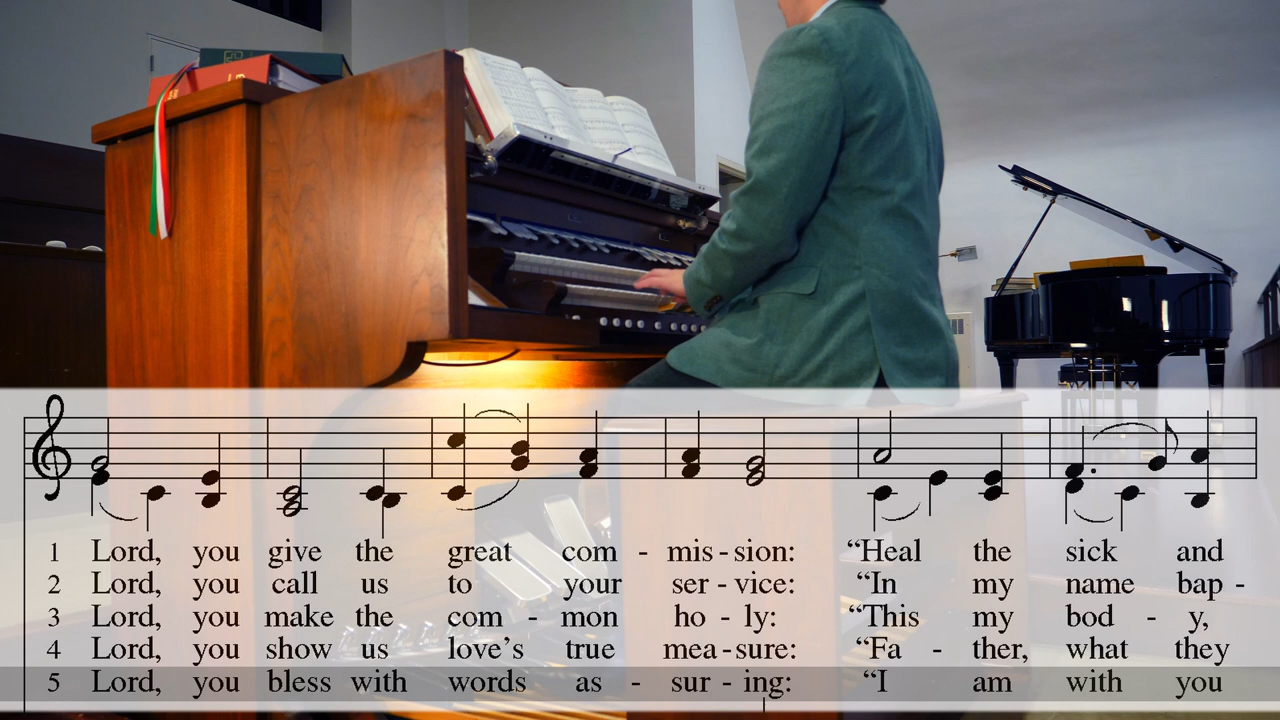 1 Lord, you give the great com - mis - sion: “Heal the sick and
2 Lord, you call us to your ser - vice: “In my name bap -
3 Lord, you make the com - mon ho - ly: “This my bod - y,
4 Lord, you show us love’s true mea - sure: “Fa - ther, what they
5 Lord, you bless with words as - sur - ing: “I am with you